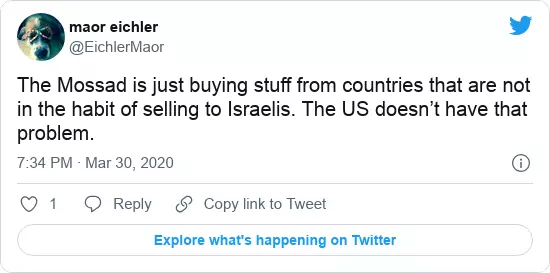 maor eichler
@EichlerMaor
The Mossad is just buying stuff from countries that are not
in the habit of selling to Israelis. The US doesn’t have that
problem.
7:34 PM · Mar 30, 2020
1 Reply Copy link to Tweet
Explore what's happening on Twitter